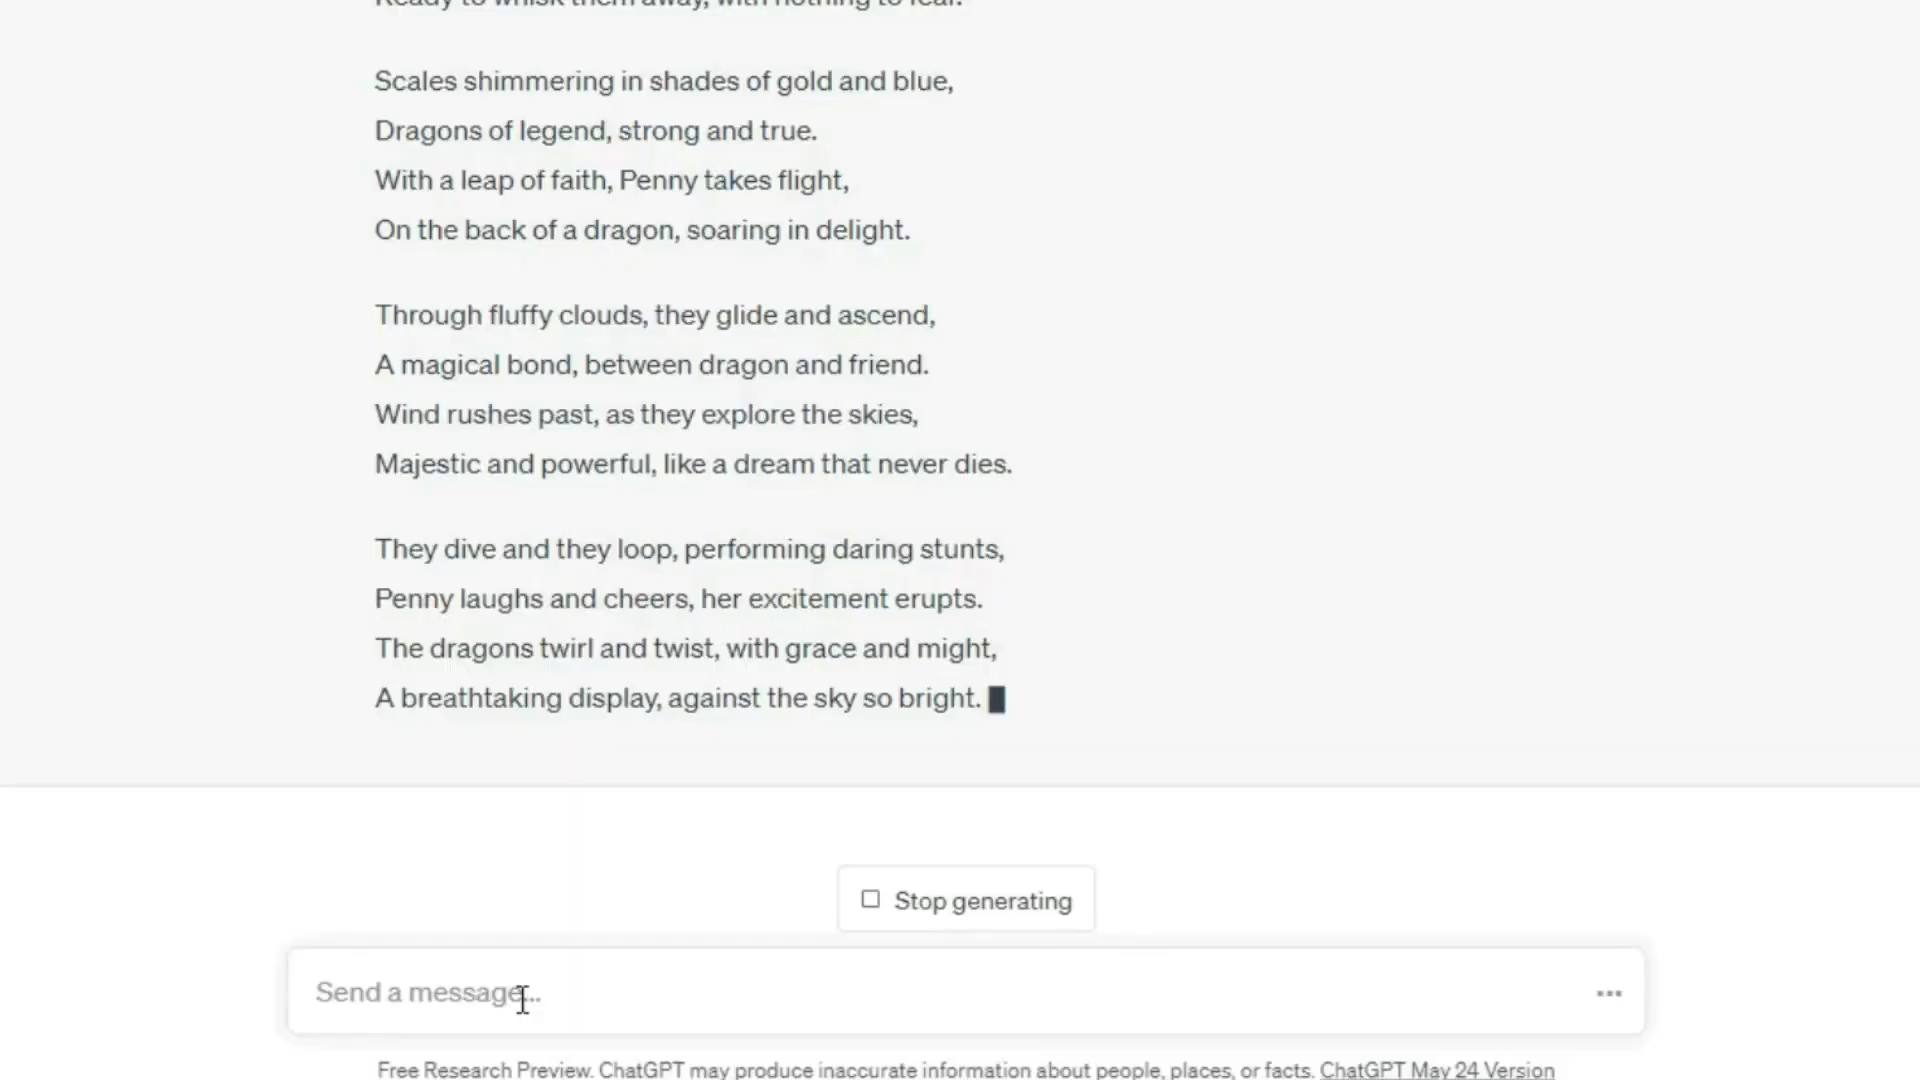 Ready to whisk them away, with nothing to fear.
Scales shimmering in shades of gold and blue,
Dragons of legend, strong and true.
With a leap of faith, Penny takes flight,
On the back of a dragon, soaring in delight.
Through fluffy clouds, they glide and ascend,
A magical bond, between dragon and friend.
Wind rushes past, as they explore the skies,
Majestic and powerful, like a dream that never dies.
They dive and they loop, performing daring stunts,
Penny laughs and cheers, her excitement erupts.
The dragons twirl and twist, with grace and might,
A breathtaking display, against the sky so bright.
Stop generating
Send a message...
Free Research Preview. ChatGPT may produce inaccurate information about people, places, or facts. ChatGPT May 24 Version